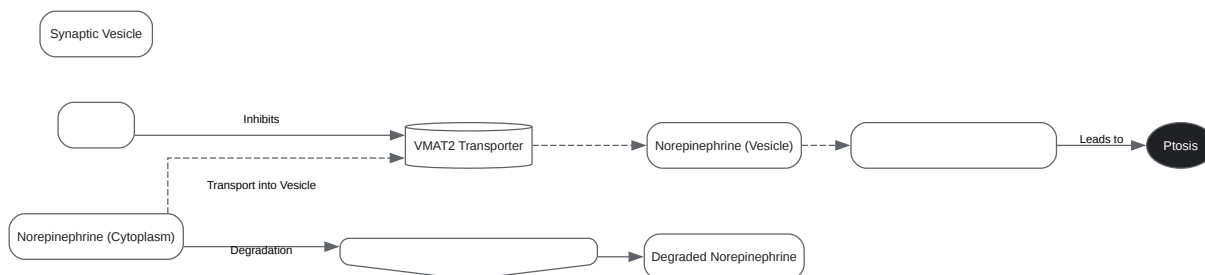 Synaptic Vesicle
Inhibits
VMAT2 Transporter
Norepinephrine (Vesicle)
Leads to
Ptosis
Transport into Vesicle
Norepinephrine (Cytoplasm)
Degradation
Degraded Norepinephrine